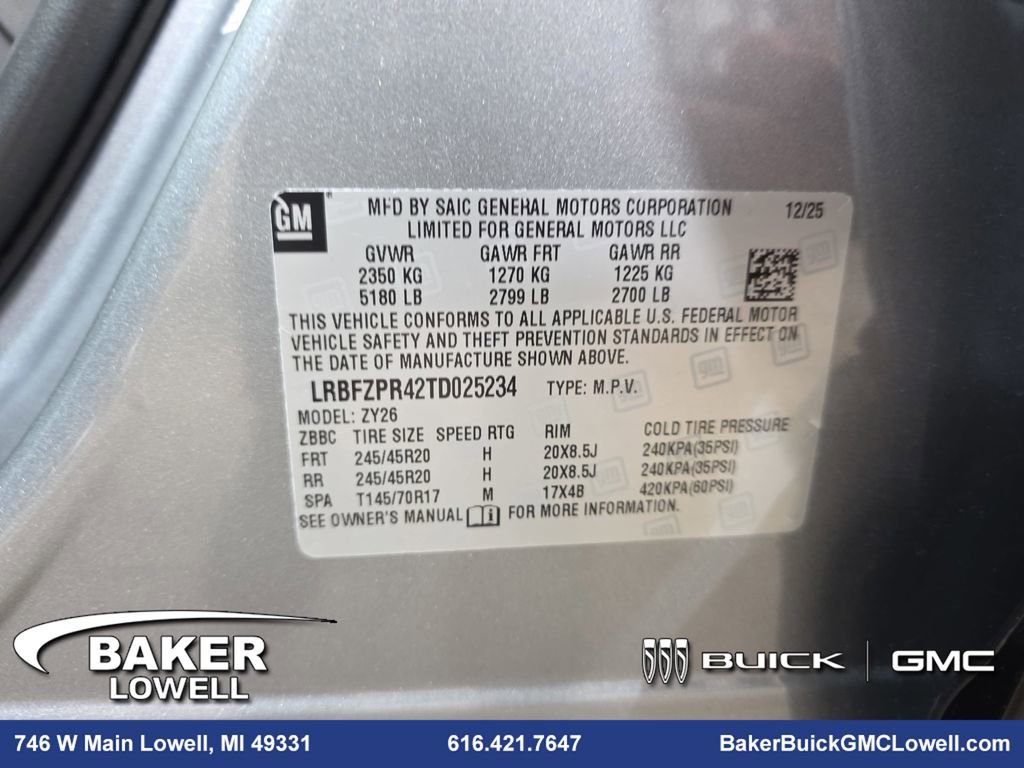 GM
MFD BY SAIC GENERAL MOTORS CORPORATION 12/25
LIMITED FOR GENERAL MOTORS LLC
GVWR GAWR FRT GAWR RR
2350 KG 1270 KG 1225 KG
5180 LB 2799 LB 2700 LB
THIS VEHICLE CONFORMS TO ALL APPLICABLE U.S. FEDERAL MOTOR
VEHICLE SAFETY AND THEFT PREVENTION STANDARDS IN EFFECT ON
THE DATE OF MANUFACTURE SHOWN ABOVE.
LRBFZPR42TD025234 TYPE: M.P.V.
MODEL: ZY26
ZBBC TIRE SIZE SPEED RTG RIM COLD TIRE PRESSURE
FRT 245/45R20 H 20X8.5J 240KPA(35PSI)
RR 245/45R20 H 20X8.5J 240KPA(35PSI)
SPA T145/70R17 M 17X4B 420KPA(60PSI)
SEE OWNER'S MANUAL i FOR MORE INFORMATION.
BAKER
LOWELL
BUICK GMC
746 W Main Lowell, MI 49331 616.421.7647 BakerBuickGMCLowell.com